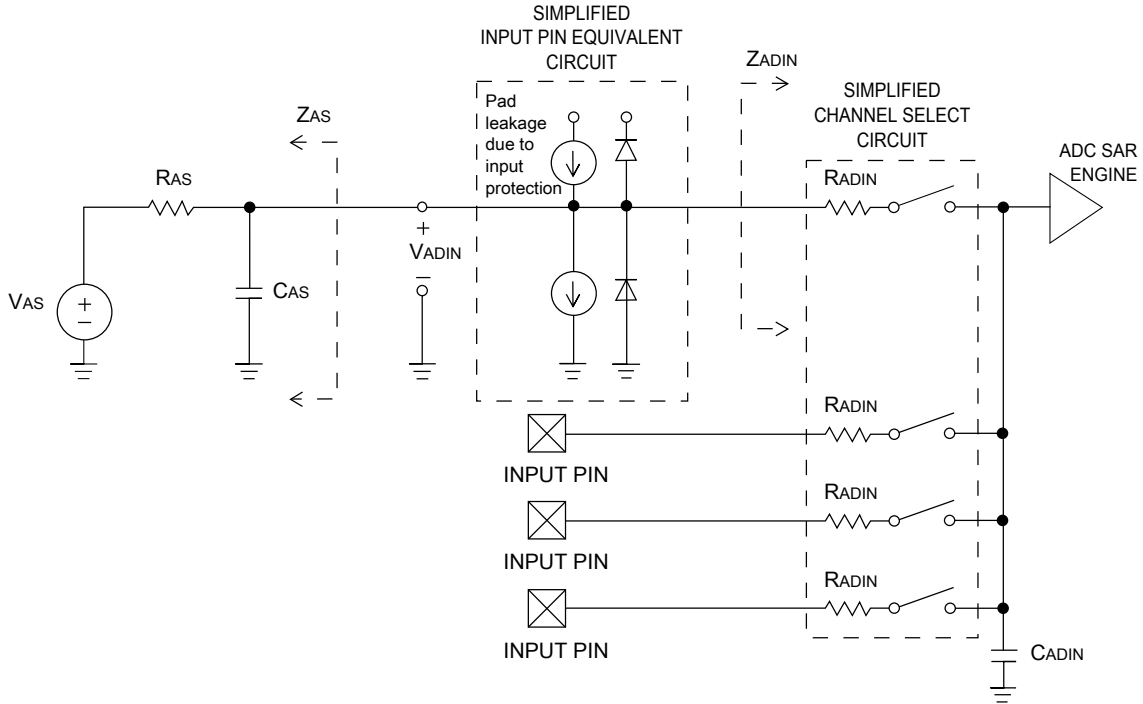 SIMPLIFIED
INPUT PIN EQUIVALENT
CIRCUIT
ZADIN
SIMPLIFIED
CHANNEL SELECT
CIRCUIT
Pad
leakage
due to
input
protection
ZAS
ADC SAR
ENGINE
RAS
RADIN
+
VADIN
–
CAS
VAS
+
–
RADIN
INPUT PIN
RADIN
INPUT PIN
RADIN
INPUT PIN
CADIN